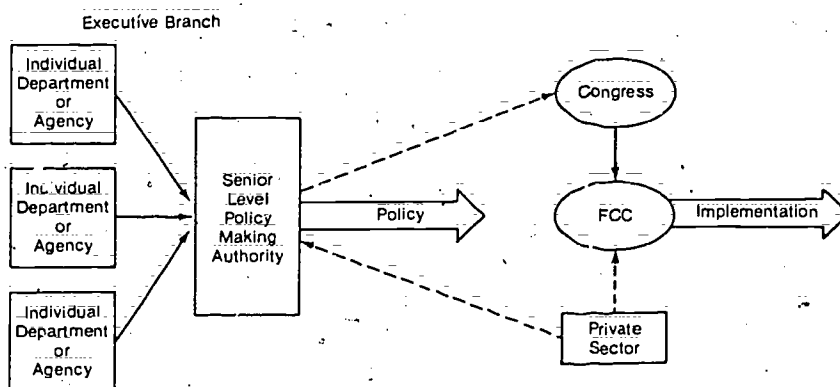 Executive Branch
Individual
Department
or
Agency
Individual
Department
or
Agency
Individual
Department
or
Agency
Senior
Level
Policy
Making
Authority
Policy
Congress
FCC
Implementation
Private
Sector